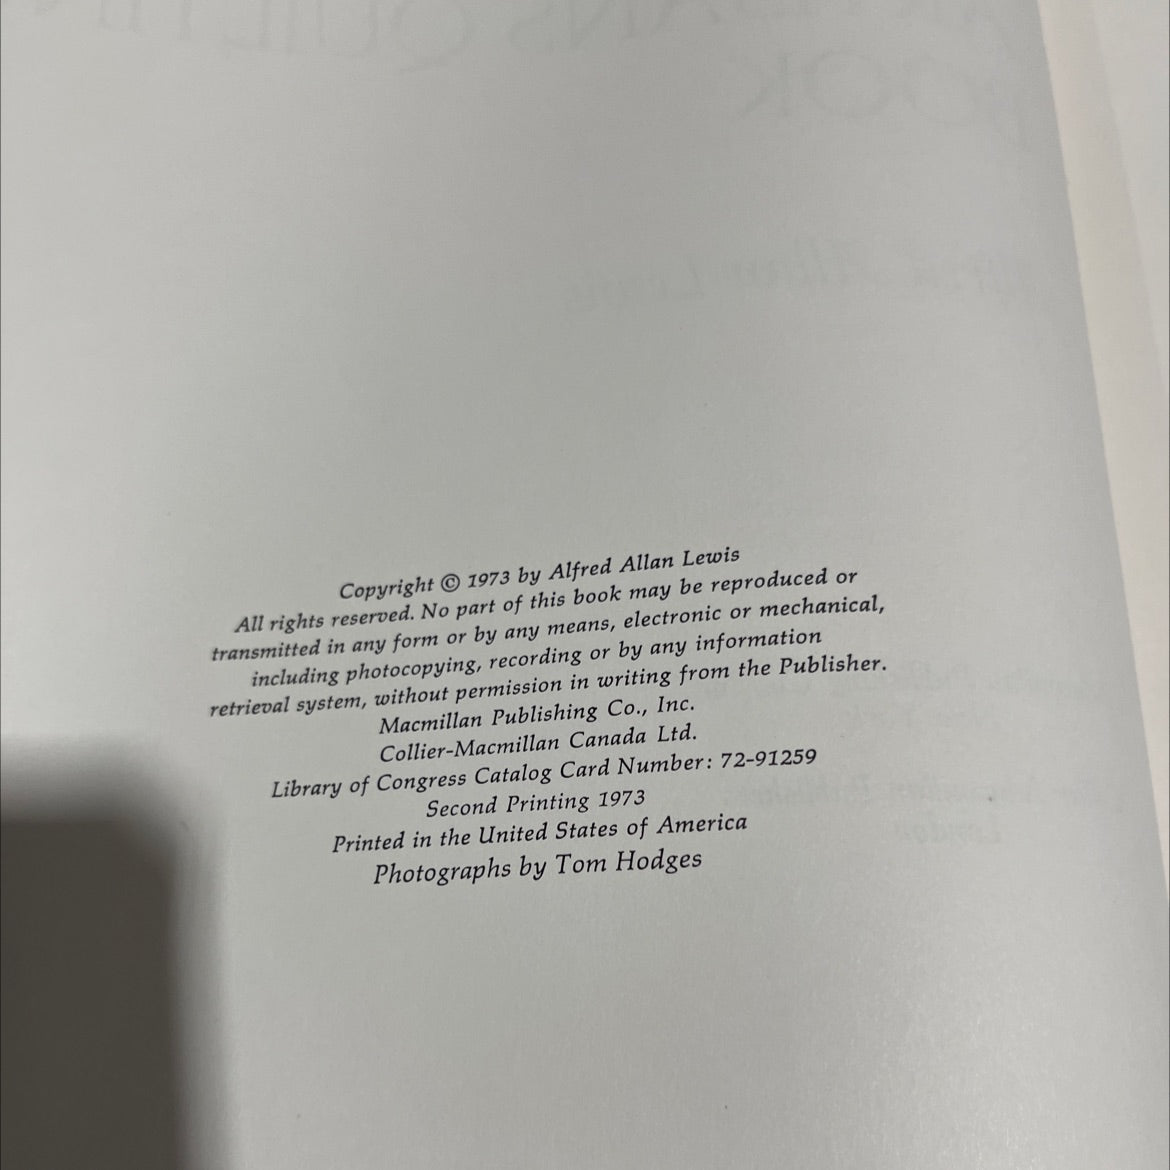 Copyright © 1973 by Alfred Allan Lewis
All rights reserved. No part of this book may be reproduced or
transmitted in any form or by any means, electronic or mechanical,
including photocopying, recording or by any information
retrieval system, without permission in writing from the Publisher.
Macmillan Publishing Co., Inc.
Collier-Macmillan Canada Ltd.
Library of Congress Catalog Card Number: 72-91259
Second Printing 1973
Printed in the United States of America
Photographs by Tom Hodges